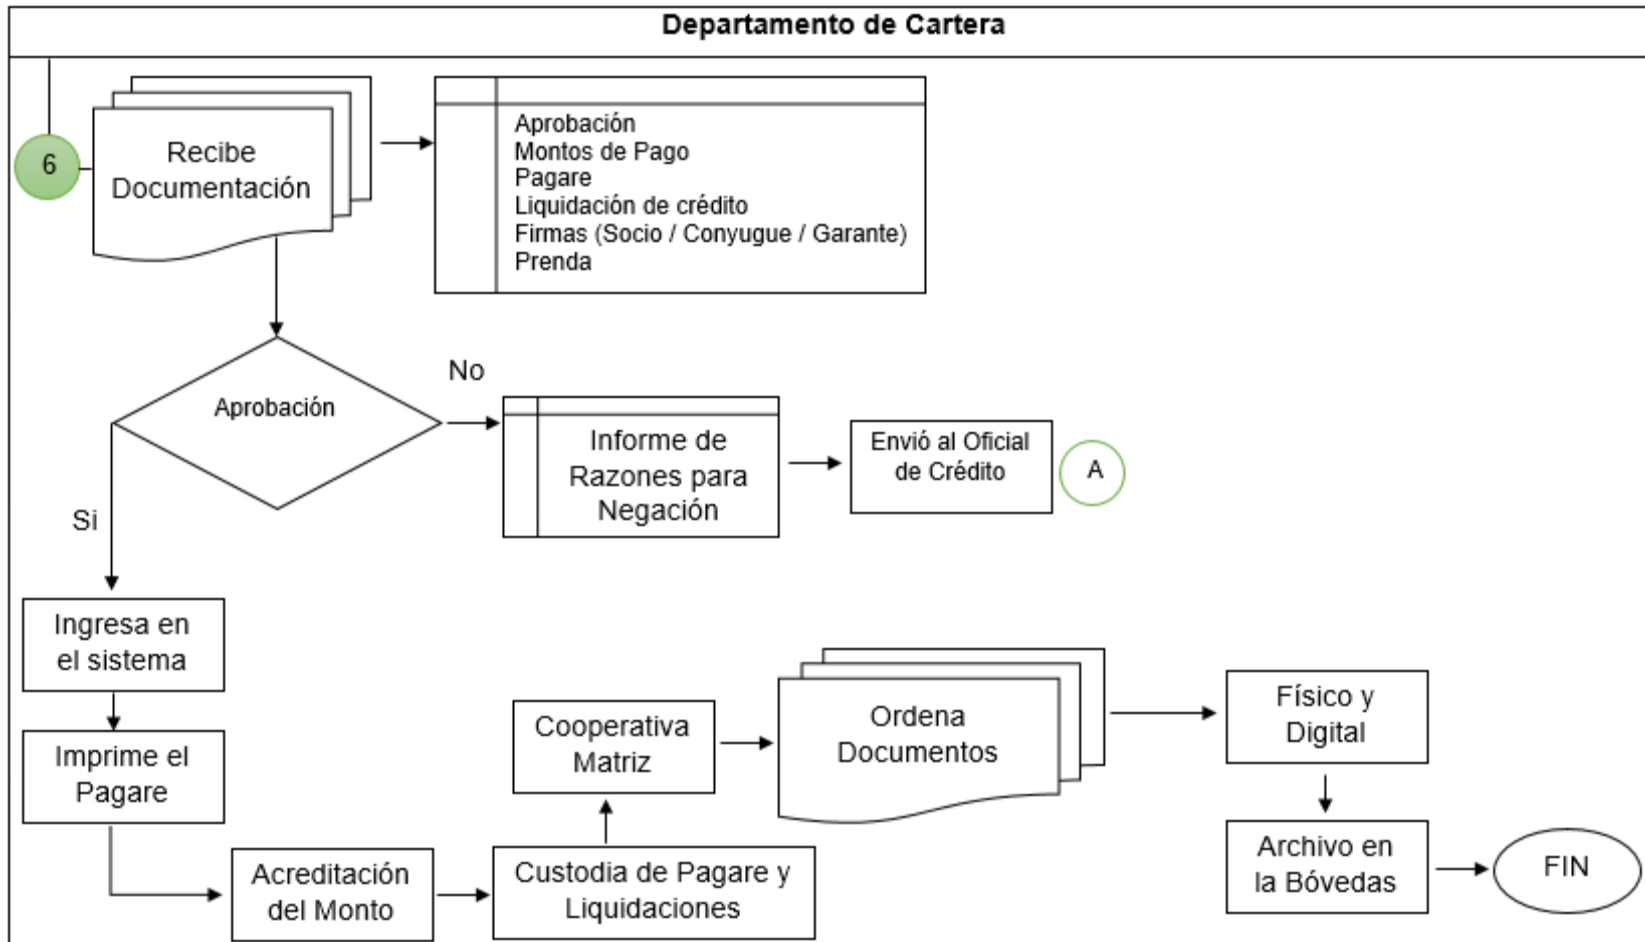 Departamento de Cartera
6
Recibe
Documentación
Aprobación
Montos de Pago
Pagare
Liquidación de crédito
Firmas (Socio / Conyugue / Garante)
Prenda
Aprobación
No
Si
Informe de
Razones para
Negación
Envió al Oficial
de Crédito
A
Ingresa en
el sistema
Imprime el
Pagare
Acreditación
del Monto
Custodia de Pagare y
Liquidaciones
Cooperativa
Matriz
Ordena
Documentos
Físico y
Digital
Archivo en
la Bóvedas
FIN